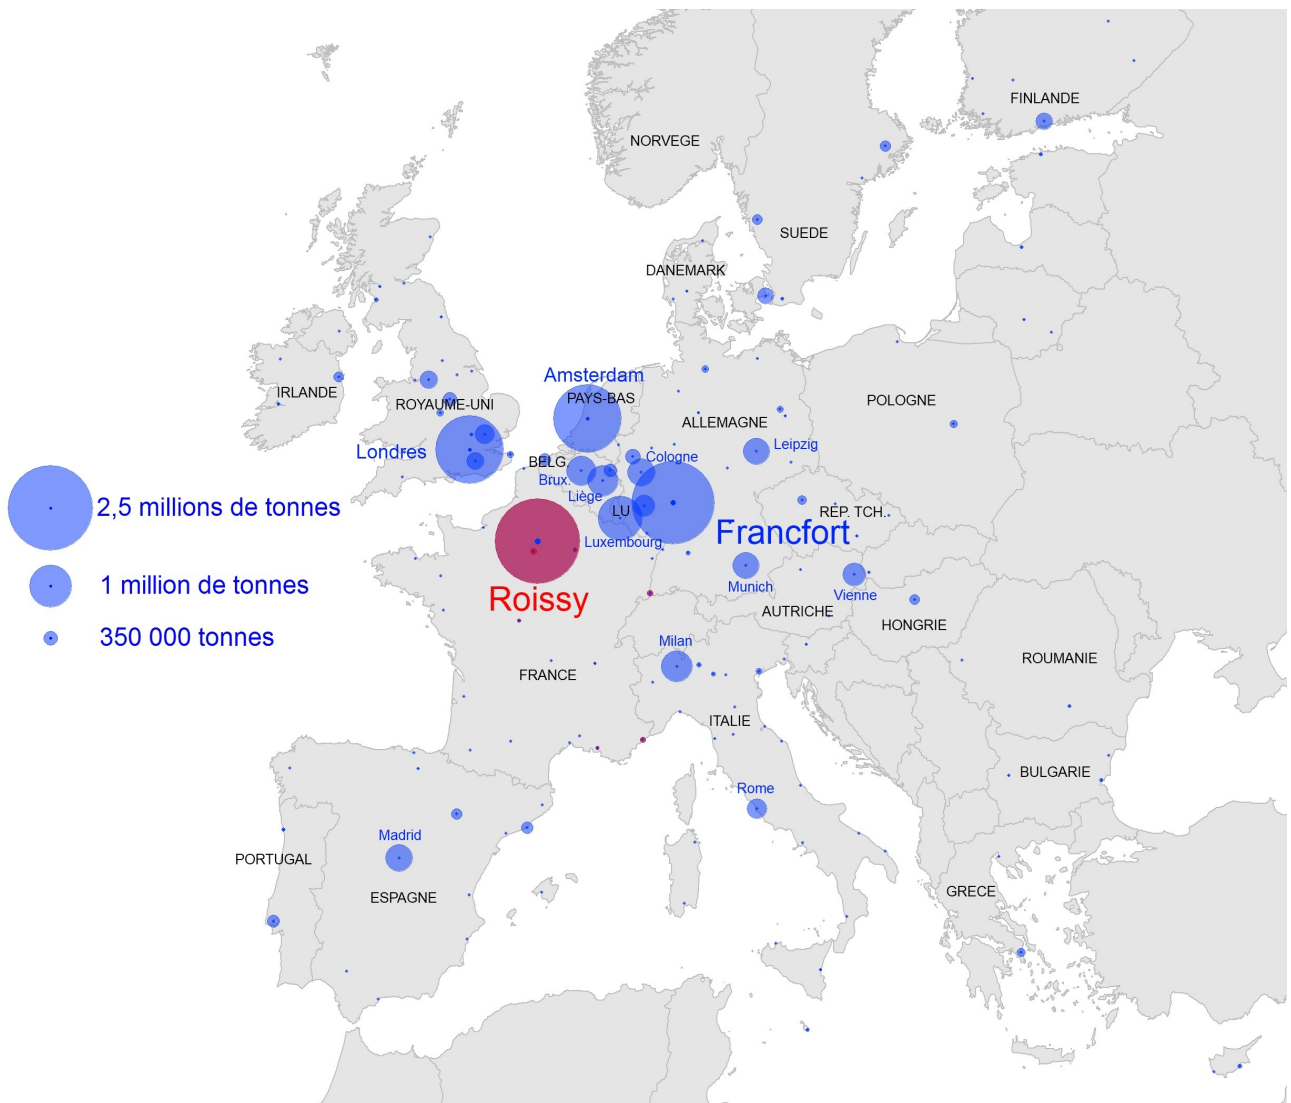 FINLANDE
NORVEGE
SUEDE
DANEMARK
Amsterdam
PAYS-BAS
IRLANDE
ROYAUME-UNI
POLOGNE
ALLEMAGNE
Leipzig
Londres
BELG.
Cologne
Brux.
Liège
2,5 millions de tonnes
LU
RÉP. TCH.
Francfort
Luxembourg
1 million de tonnes
Munich
Vienne
Roissy
AUTRICHE
HONGRIE
350 000 tonnes
Milan
ROUMANIE
FRANCE
ITALIE
BULGARIE
Rome
Madrid
PORTUGAL
ESPAGNE
GRECE